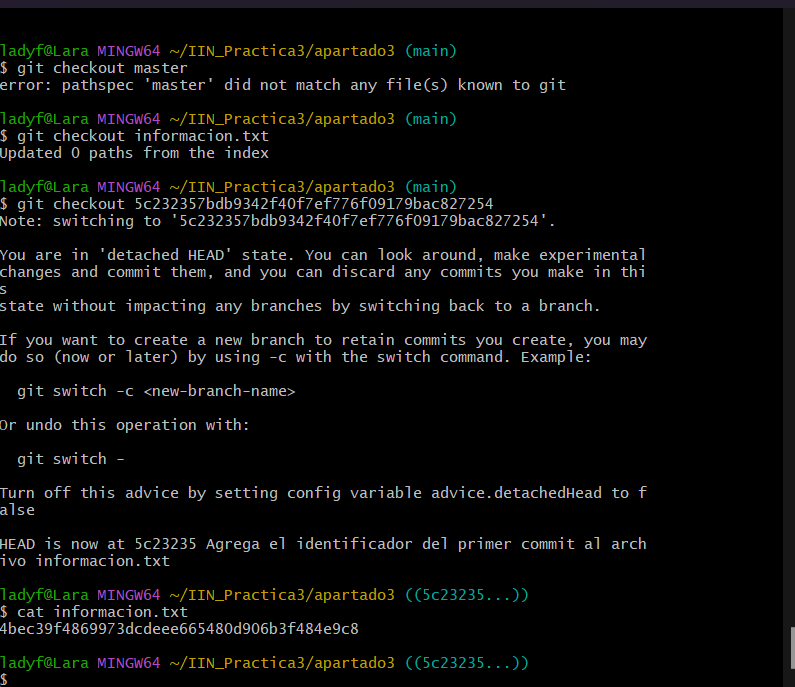 ladyf@Lara MINGW64 ~/IIN_Practica3/apartado3 (main)
$ git checkout master
error: pathspec 'master' did not match any file(s) known to git
ladyf@Lara MINGW64 ~/IIN_Practica3/apartado3 (main)
$ git checkout informacion.txt
Updated 0 paths from the index
ladyf@Lara MINGW64 ~/IIN_Practica3/apartado3 (main)
$ git checkout 5c232357bdb9342f40f7ef776f09179bac827254
Note: switching to '5c232357bdb9342f40f7ef776f09179bac827254'.
You are in 'detached HEAD' state. You can look around, make experimental
changes and commit them, and you can discard any commits you make in thi
s
state without impacting any branches by switching back to a branch.
If you want to create a new branch to retain commits you create, you may
do so (now or later) by using -c with the switch command. Example:
git switch -c <new-branch-name>
Or undo this operation with:
git switch -
Turn off this advice by setting config variable advice.detachedHead to f
alse
HEAD is now at 5c23235 Agrega el identificador del primer commit al arch
ivo informacion.txt
ladyf@Lara MINGW64 ~/IIN_Practica3/apartado3 ((5c23235...))
$ cat informacion.txt
4bec39f4869973dcdeee665480d906b3f484e9c8
ladyf@Lara MINGW64 ~/IIN_Practica3/apartado3 ((5c23235...))
$